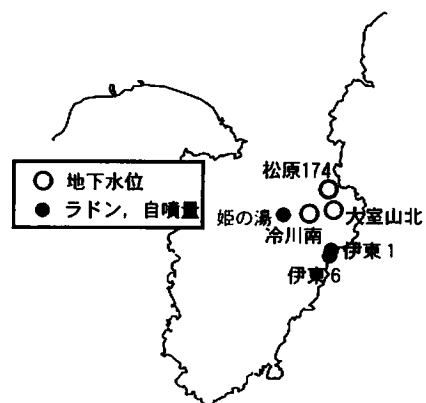 松原174
地下水位
ラドン，自噴量
姫の湯
大室山北
冷川南
伊東1
伊東6